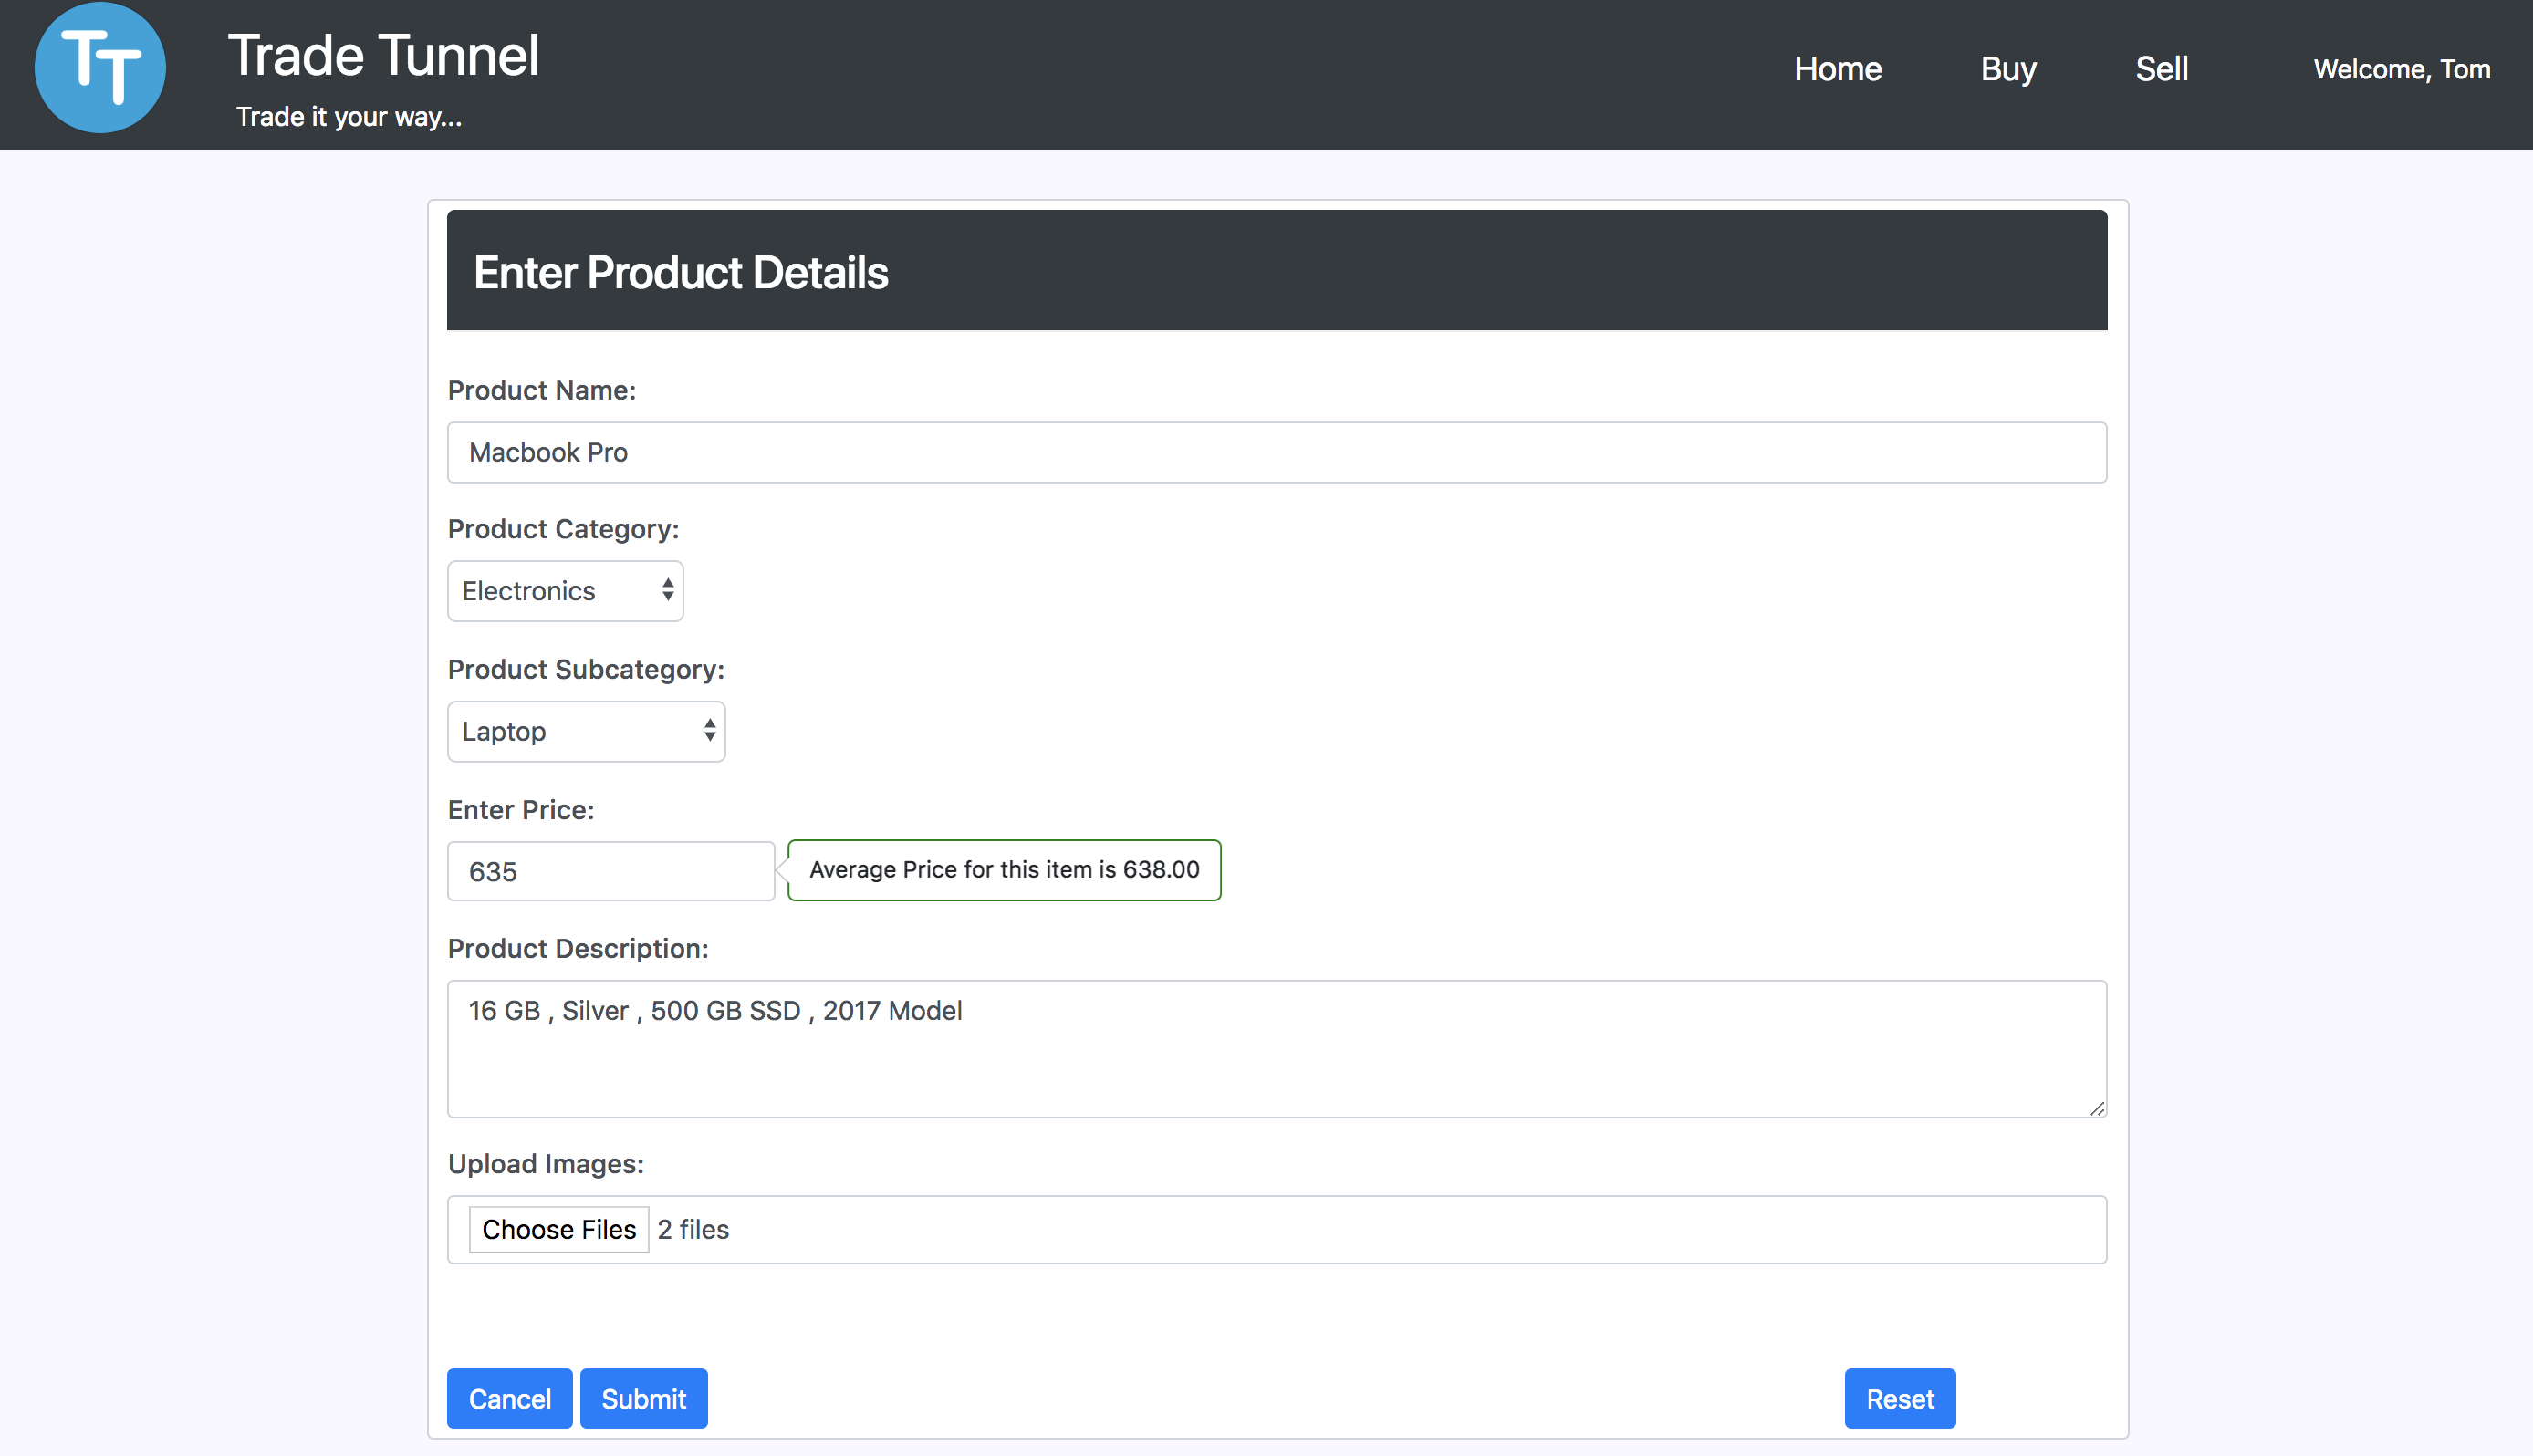 TT
Trade Tunnel
Trade it your way...
Home Buy Sell Welcome, Tom
Enter Product Details
Product Name:
Macbook Pro
Product Category:
Electronics
Product Subcategory:
Laptop
Enter Price:
635 Average Price for this item is 638.00
Product Description:
16 GB , Silver , 500 GB SSD , 2017 Model
Upload Images:
Choose Files 2 files
Cancel Submit Reset